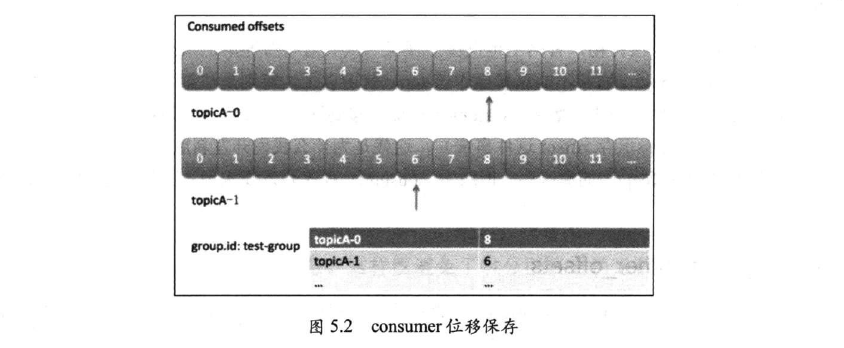 Consumed offsets
0 1 2 3 4 5 6 7 8 9 10 11 ...
topicA-0
0 1 2 3 4 5 6 7 8 9 10 11 ...
topicA-1
group.id: test-group
topicA-0 8
topicA-1 6
... ...
图 5.2 consumer 位移保存